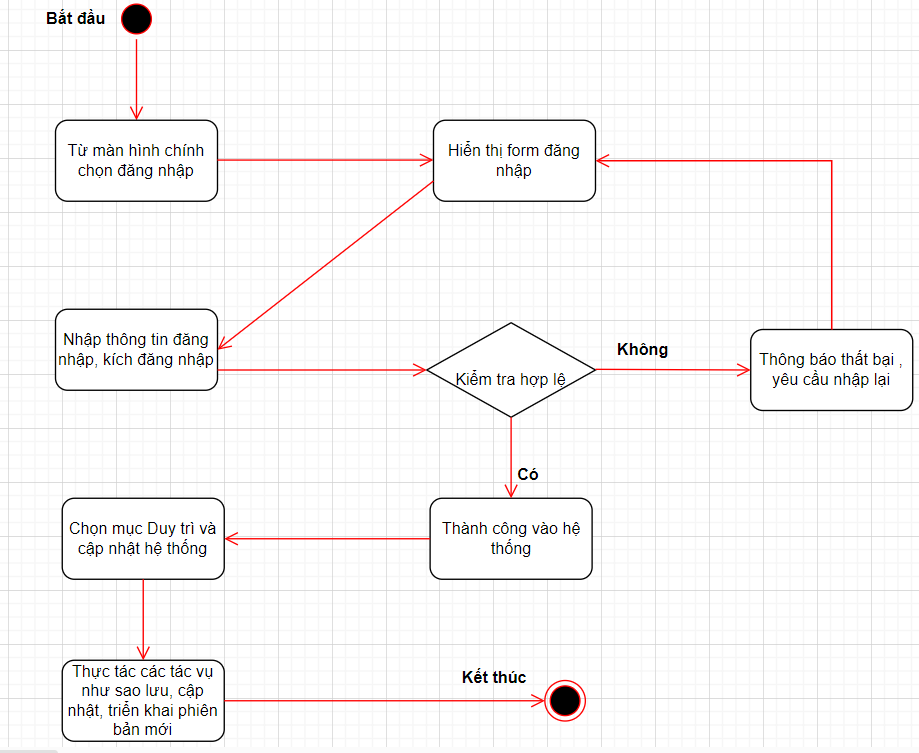 Bắt đầu
Từ màn hình chính
chọn đăng nhập
Hiển thị form đăng
nhập
Nhập thông tin đăng
nhập, kích đăng nhập
Kiểm tra hợp lệ
Không
Thông báo thất bại ,
yêu cầu nhập lại
Có
Thành công vào hệ
thống
Chọn mục Duy trì và
cập nhật hệ thống
Thực tác các tác vụ
như sao lưu, cập
nhật, triển khai phiên
bản mới
Kết thúc